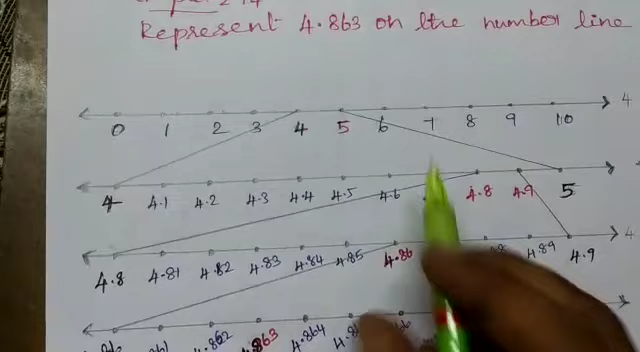 Represent 4.863 on the number line
0 1 2 3 4 5 6 7 8 9 10 4
4 4.1 4.2 4.3 4.4 4.5 4.6 4.8 4.9 5
4.8 4.81 4.82 4.83 4.84 4.85 4.86 4.89 4.9 4
4.862 4.863 4.864